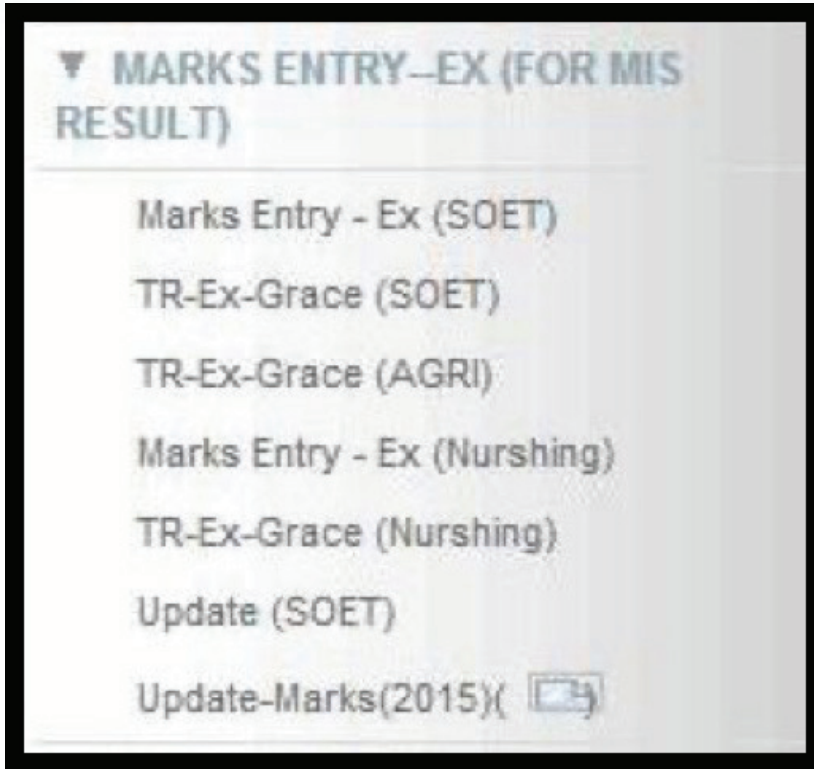 MARKS ENTRY--EX (FOR MIS
RESULT)
Marks Entry - Ex (SOET)
TR-Ex-Grace (SOET)
TR-Ex-Grace (AGRI)
Marks Entry - Ex (Nurshing)
TR-Ex-Grace (Nurshing)
Update (SOET)
Update-Marks(2015)( )